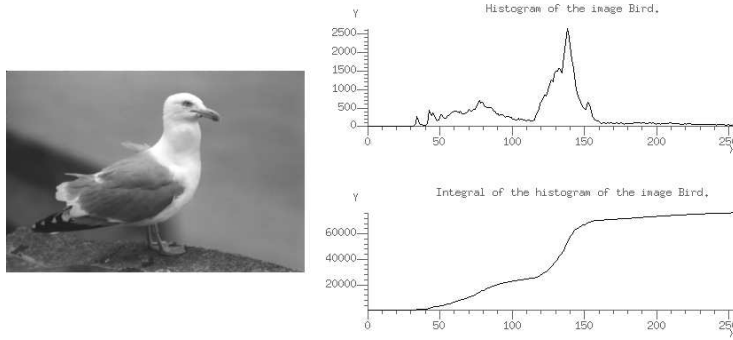 Histogram of the image Bird.
Y
2500
2000
1500
1000
500
0
0 50 100 150 200 250
X
Integral of the histogram of the image Bird.
Y
60000
40000
20000
0 50 100 150 200 250
X